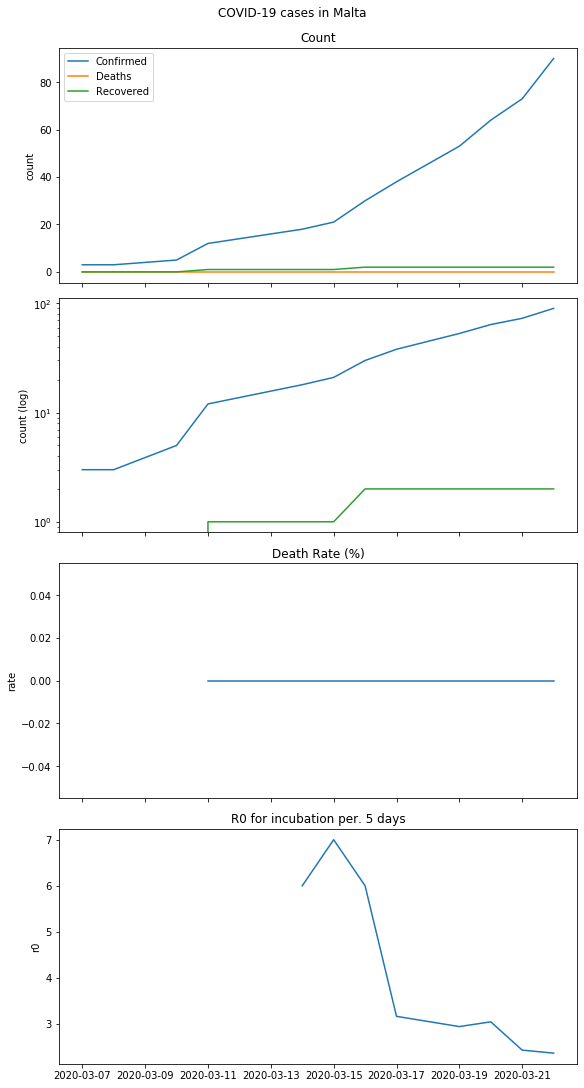 COVID-19 cases in Malta
Count
Confirmed
Deaths
Recovered
80
60
40
20
0
count
10²
10¹
10⁰
count (log)
Death Rate (%)
0.04
0.02
0.00
−0.02
−0.04
rate
R0 for incubation per. 5 days
7
6
5
4
3
r0
2020-03-07 2020-03-09 2020-03-11 2020-03-13 2020-03-15 2020-03-17 2020-03-19 2020-03-21